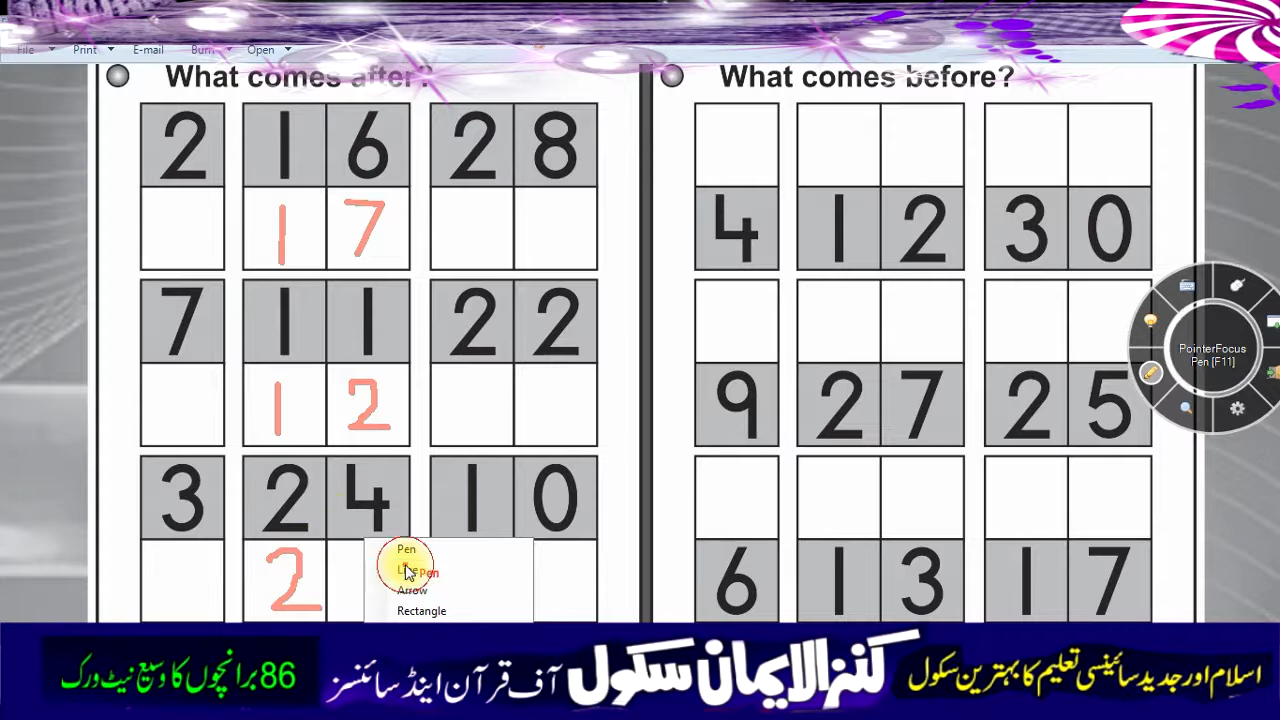 File Print E-mail Burn Open
What comes after? What comes before?
2 16 28
17
4 12 30
7 11 22
12
9 27 25
3 24 10
2
6 13 17
Pen
Pen
Arrow
Rectangle
PointerFocus
Pen [F11]
اسلام اور جدید سائینسی تعلیم کا بہترین سکول کنزالایمان سکول آف قرآن اینڈ سائنسز 86 برانچوں کا وسیع نیٹ ورک